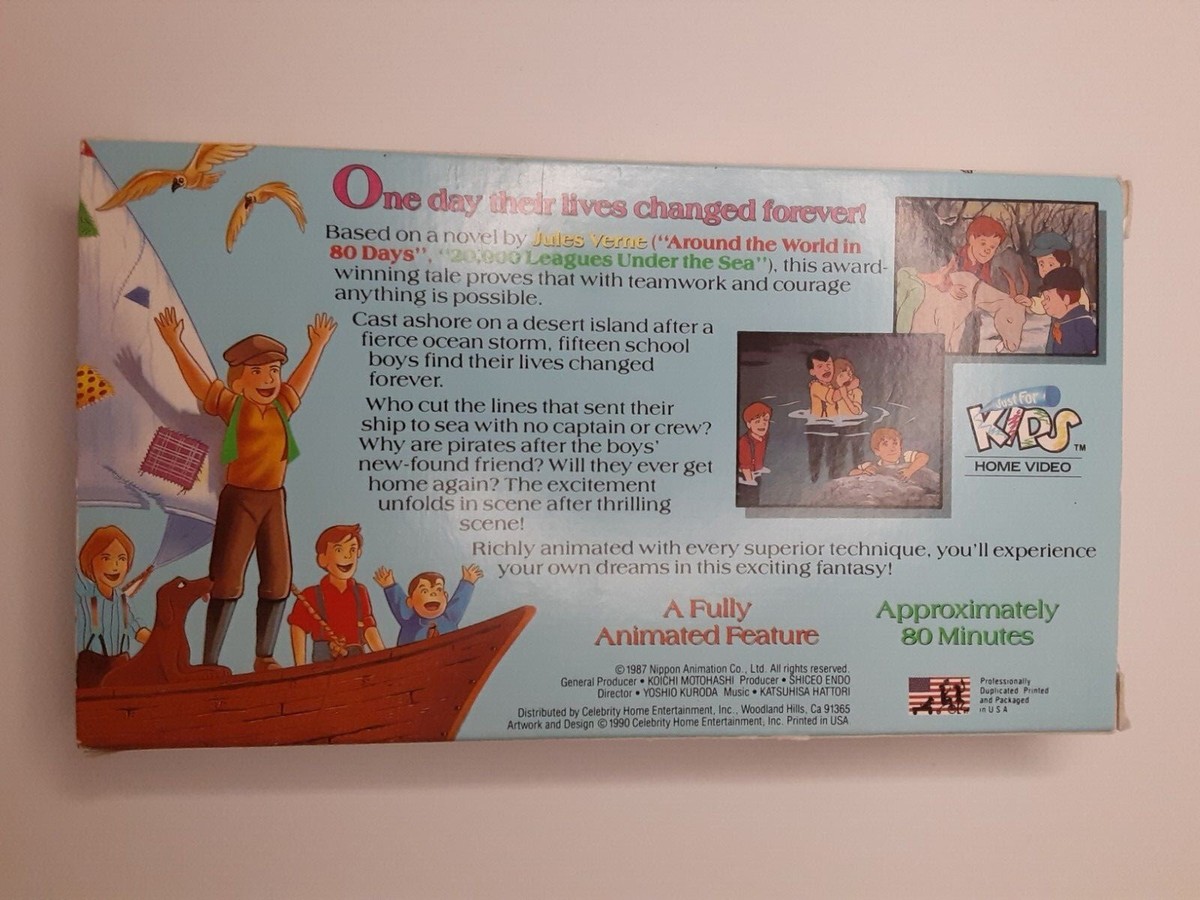 One day their lives changed forever!
Based on a novel by Jules Verne ("Around the World in
80 Days", "20,000 Leagues Under the Sea"), this award-
winning tale proves that with teamwork and courage
anything is possible.
Cast ashore on a desert island after a
fierce ocean storm, fifteen school
boys find their lives changed
forever.
Who cut the lines that sent their
ship to sea with no captain or crew?
Why are pirates after the boys'
new-found friend? Will they ever get
home again? The excitement
unfolds in scene after thrilling
scene!
Richly animated with every superior technique, you'll experience
your own dreams in this exciting fantasy!
Just For
KIDS™
HOME VIDEO
A Fully
Animated Feature
Approximately
80 Minutes
©1987 Nippon Animation Co., Ltd. All rights reserved.
General Producer • KOICHI MOTOHASHI Producer • SHICEO ENDO
Director • YOSHIO KURODA Music • KATSUHISA HATTORI
Distributed by Celebrity Home Entertainment, Inc., Woodland Hills, Ca 91365
Artwork and Design ©1990 Celebrity Home Entertainment, Inc. Printed in USA
Professionally
Duplicated Printed
and Packaged
in U S A